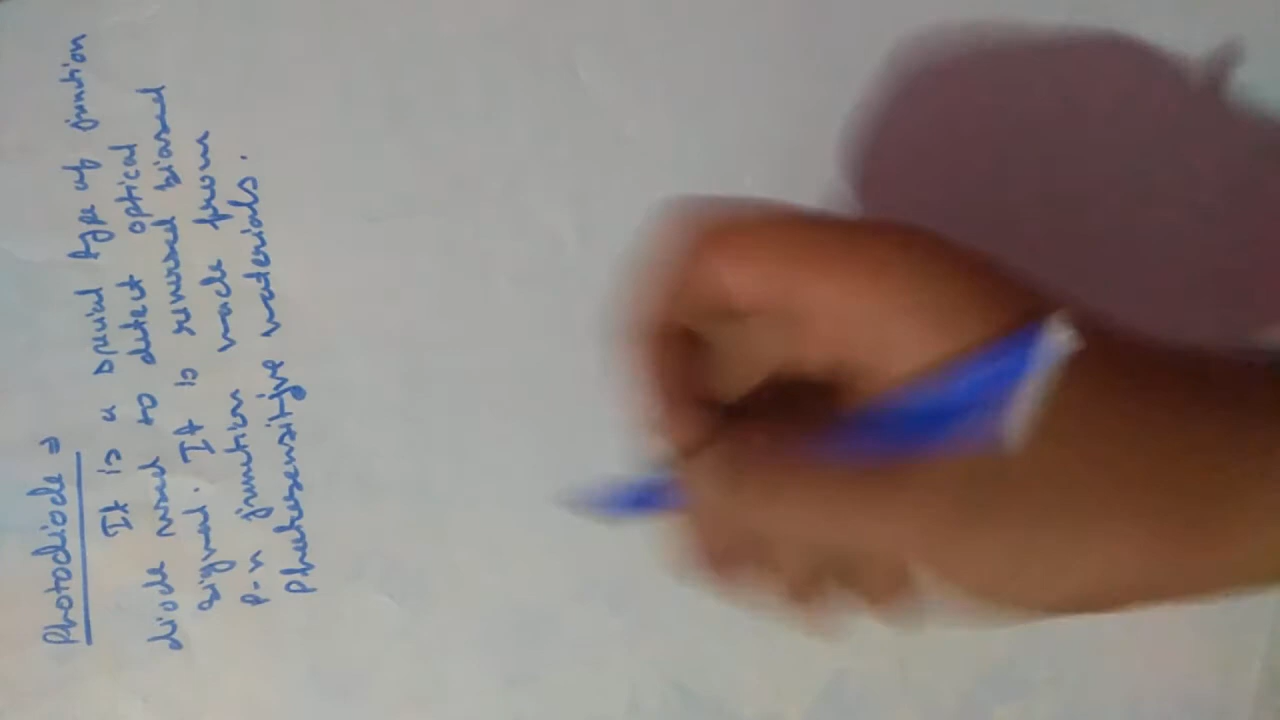 Photodiode ⇒
It is a special type of junction
diode used to detect optical
signal. It is reversed biased
p-n junction made from
Photosensitive materials.